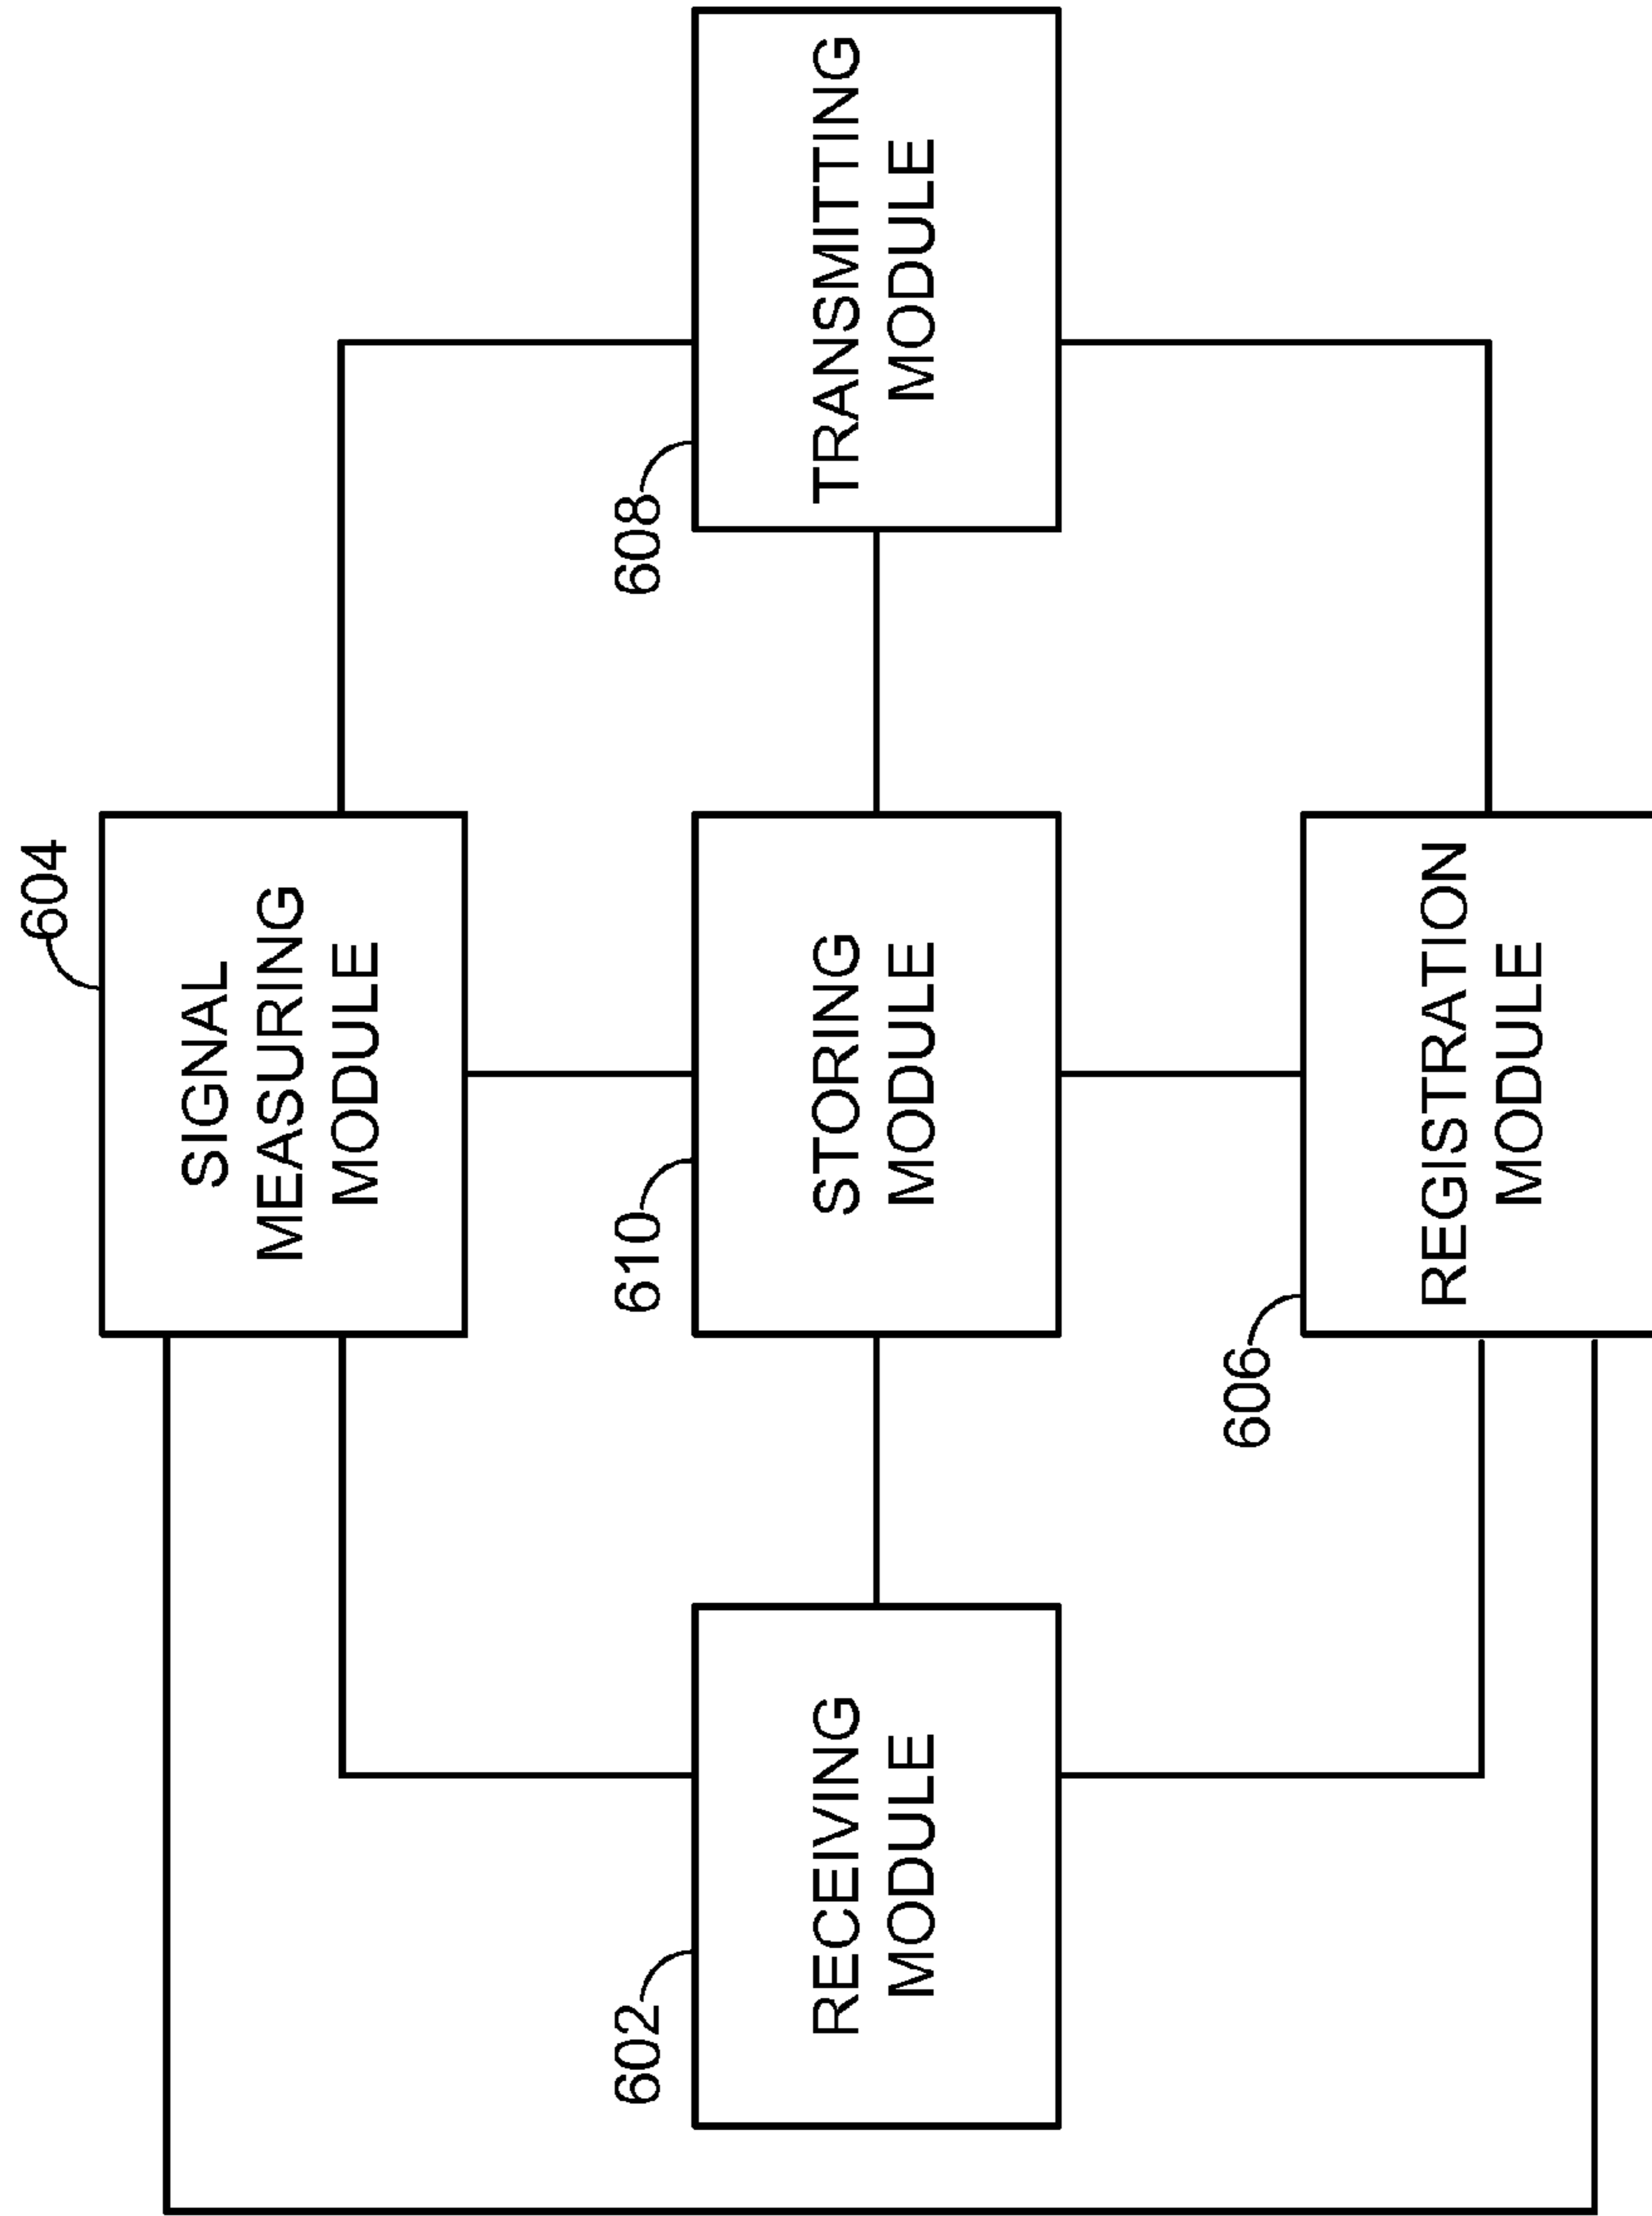 604
SIGNAL
MEASURING
MODULE
602
RECEIVING
MODULE
610
STORING
MODULE
608
TRANSMITTING
MODULE
606
REGISTRATION
MODULE